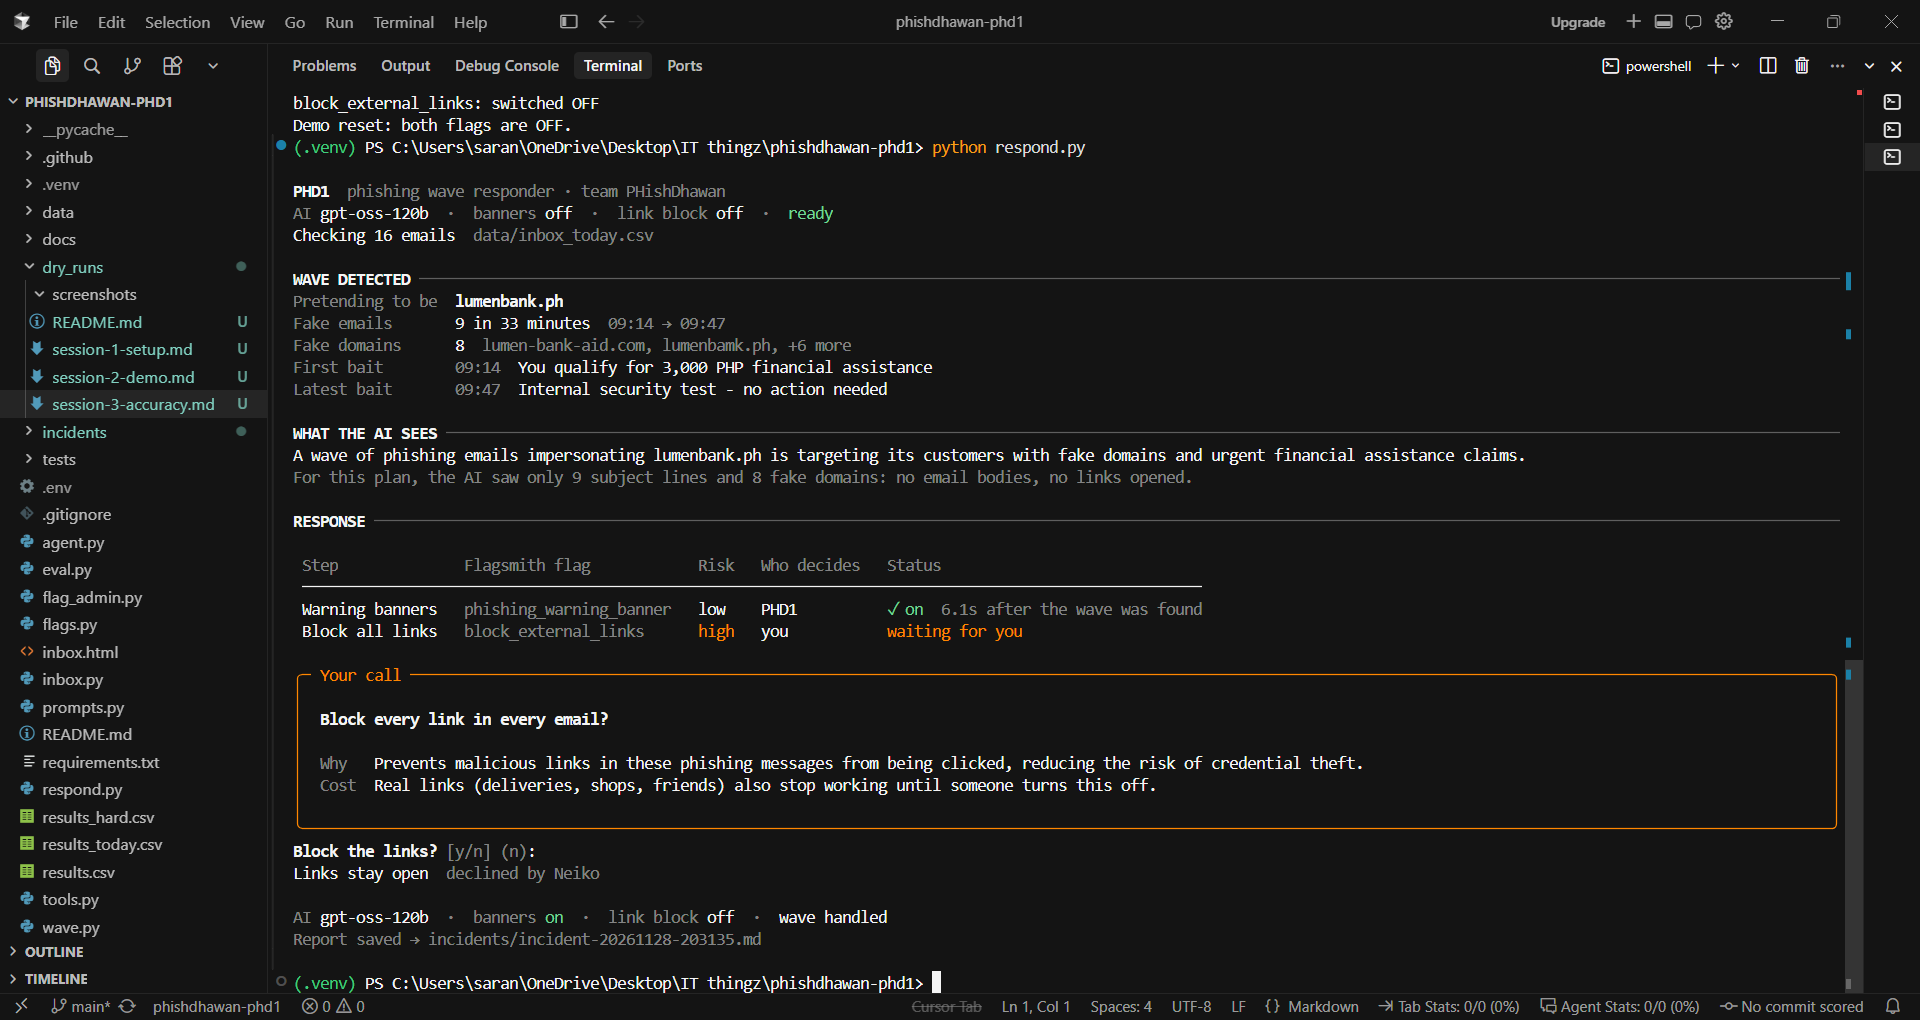 File Edit Selection View Go Run Terminal Help
phishdhawan-phd1
Upgrade
PHISHDHAWAN-PHD1
__pycache__
.github
.venv
data
docs
dry_runs
screenshots
README.md U
session-1-setup.md U
session-2-demo.md U
session-3-accuracy.md U
incidents
tests
.env
.gitignore
agent.py
eval.py
flag_admin.py
flags.py
inbox.html
inbox.py
prompts.py
README.md
requirements.txt
respond.py
results_hard.csv
results_today.csv
results.csv
tools.py
wave.py
OUTLINE
TIMELINE
Problems Output Debug Console Terminal Ports
powershell
block_external_links: switched OFF
Demo reset: both flags are OFF.
(.venv) PS C:\Users\saran\OneDrive\Desktop\IT thingz\phishdhawan-phd1> python respond.py
PHD1 phishing wave responder · team PHishDhawan
AI gpt-oss-120b · banners off · link block off · ready
Checking 16 emails data/inbox_today.csv
WAVE DETECTED
Pretending to be lumenbank.ph
Fake emails 9 in 33 minutes 09:14 → 09:47
Fake domains 8 lumen-bank-aid.com, lumenbamk.ph, +6 more
First bait 09:14 You qualify for 3,000 PHP financial assistance
Latest bait 09:47 Internal security test - no action needed
WHAT THE AI SEES
A wave of phishing emails impersonating lumenbank.ph is targeting its customers with fake domains and urgent financial assistance claims.
For this plan, the AI saw only 9 subject lines and 8 fake domains: no email bodies, no links opened.
RESPONSE
Step Flagsmith flag Risk Who decides Status
Warning banners phishing_warning_banner low PHD1 ✓ on 6.1s after the wave was found
Block all links block_external_links high you waiting for you
Your call
Block every link in every email?
Why Prevents malicious links in these phishing messages from being clicked, reducing the risk of credential theft.
Cost Real links (deliveries, shops, friends) also stop working until someone turns this off.
Block the links? [y/n] (n):
Links stay open declined by Neiko
AI gpt-oss-120b · banners on · link block off · wave handled
Report saved → incidents/incident-20261128-203135.md
(.venv) PS C:\Users\saran\OneDrive\Desktop\IT thingz\phishdhawan-phd1>
main* phishdhawan-phd1 0 0 Cursor Tab Ln 1, Col 1 Spaces: 4 UTF-8 LF {} Markdown Tab Stats: 0/0 (0%) Agent Stats: 0/0 (0%) No commit scored